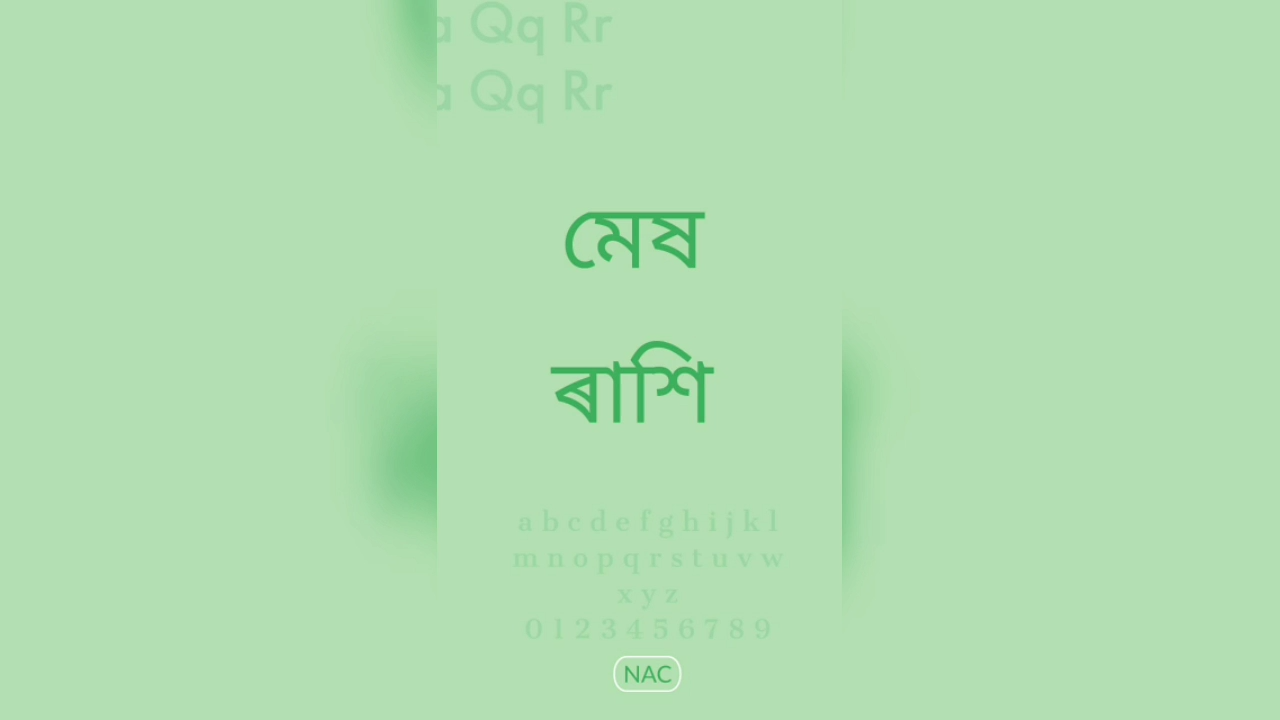 a Qq Rr
a Qq Rr
মেষ
ৰাশি
a b c d e f g h i j k l
m n o p q r s t u v w
x y z
0 1 2 3 4 5 6 7 8 9
NAC